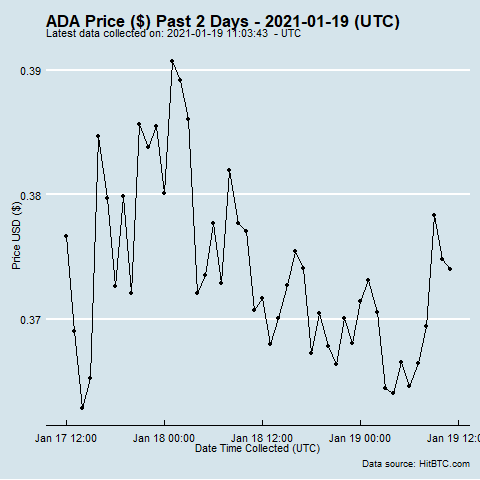 ADA Price ($) Past 2 Days - 2021-01-19 (UTC)
Latest data collected on: 2021-01-19 11:03:43  - UTC
0.39
0.38
0.37
Price USD ($)
Jan 17 12:00 Jan 18 00:00 Jan 18 12:00 Jan 19 00:00 Jan 19 12:
Date Time Collected (UTC)
Data source: HitBTC.com